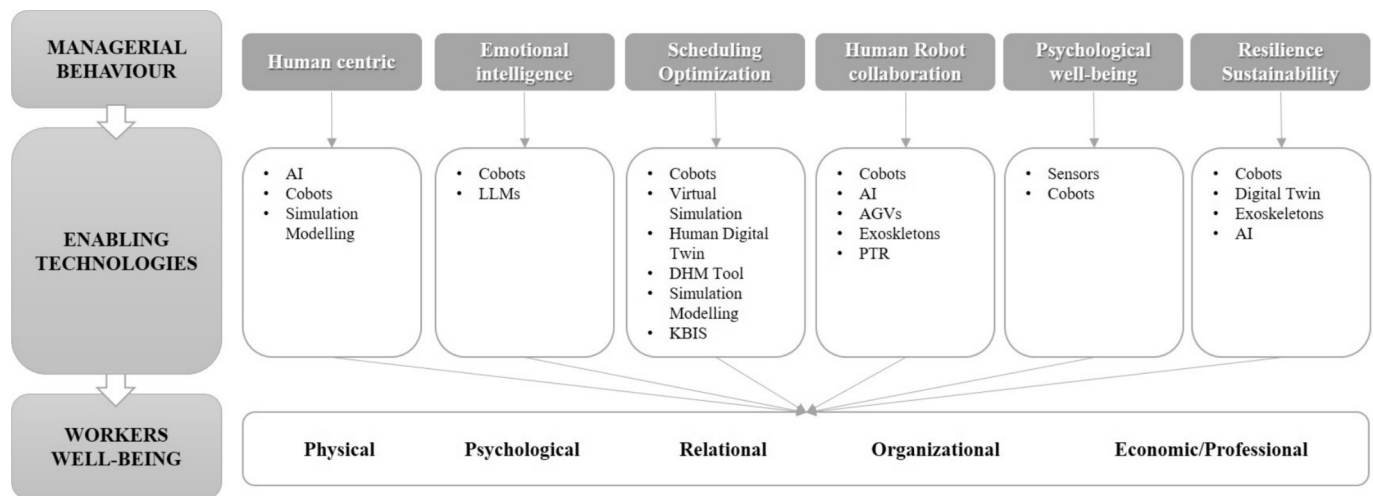 MANAGERIAL
BEHAVIOUR
Human centric
Emotional
intelligence
Scheduling
Optimization
Human Robot
collaboration
Psychological
well-being
Resilience
Sustainability
ENABLING
TECHNOLOGIES
• AI
• Cobots
• Simulation
Modelling
• Cobots
• LLMs
• Cobots
• Virtual
Simulation
• Human Digital
Twin
• DHM Tool
• Simulation
Modelling
• KBIS
• Cobots
• AI
• AGVs
• Exoskletons
• PTR
• Sensors
• Cobots
• Cobots
• Digital Twin
• Exoskeletons
• AI
WORKERS
WELL-BEING
Physical
Psychological
Relational
Organizational
Economic/Professional